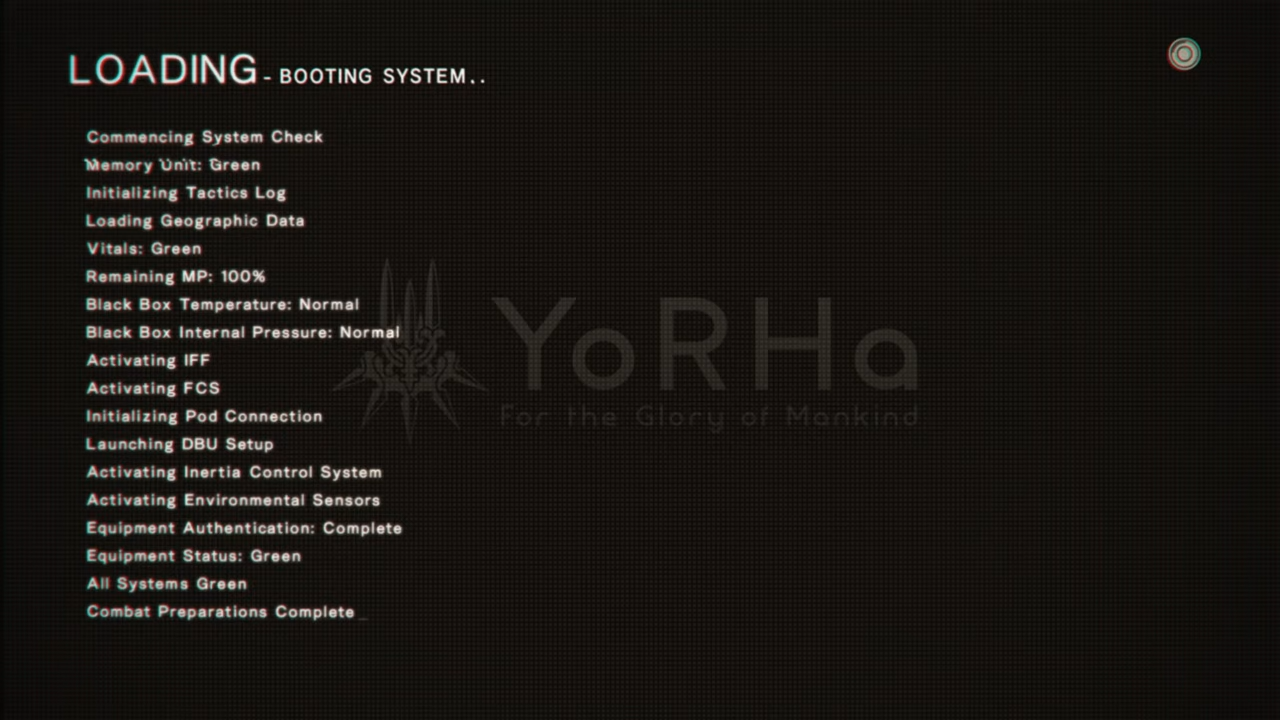 LOADING - BOOTING SYSTEM..
Commencing System Check
Memory Unit: Green
Initializing Tactics Log
Loading Geographic Data
Vitals: Green
Remaining MP: 100%
Black Box Temperature: Normal
Black Box Internal Pressure: Normal
Activating IFF
Activating FCS
Initializing Pod Connection
Launching DBU Setup
Activating Inertia Control System
Activating Environmental Sensors
Equipment Authentication: Complete
Equipment Status: Green
All Systems Green
Combat Preparations Complete _
YoRHa
For the Glory of Mankind